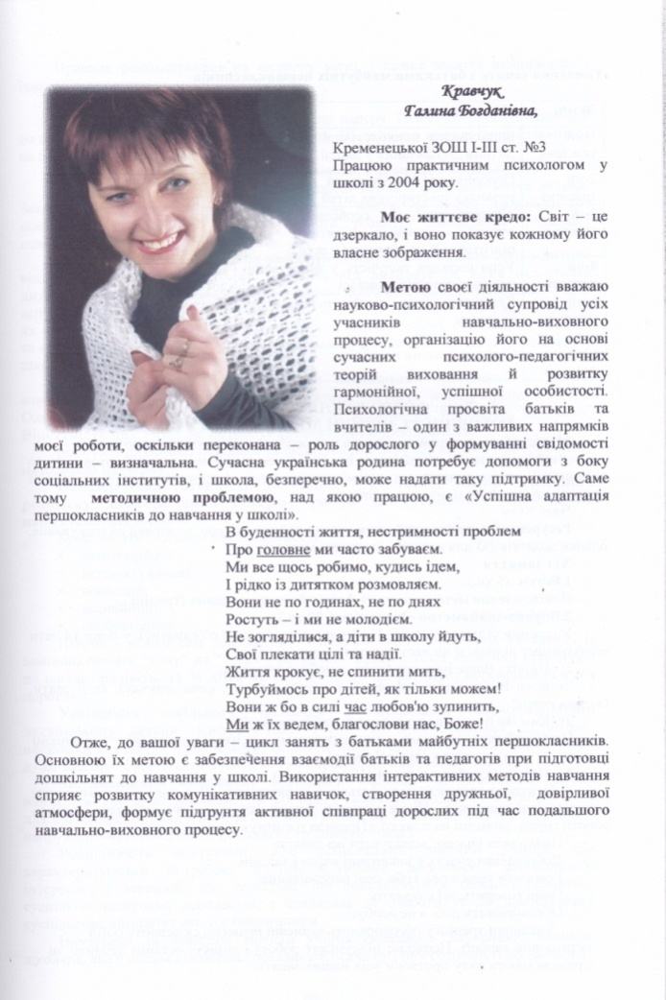 Кравчук
Галина Богданівна,
Кременецької ЗОШ І-ІІІ ст. №3
Працюю практичним психологом у
школі з 2004 року.
Моє життєве кредо: Світ – це
дзеркало, і воно показує кожному його
власне зображення.
Метою своєї діяльності вважаю
науково-психологічний супровід усіх
учасників навчально-виховного
процесу, організацію його на основі
сучасних психолого-педагогічних
теорій виховання й розвитку
гармонійної, успішної особистості.
Психологічна просвіта батьків та
вчителів – один з важливих напрямків
моєї роботи, оскільки переконана – роль дорослого у формуванні свідомості
дитини – визначальна. Сучасна українська родина потребує допомоги з боку
соціальних інститутів, і школа, безперечно, може надати таку підтримку. Саме
тому методичною проблемою, над якою працюю, є «Успішна адаптація
першокласників до навчання у школі».
В буденності життя, нестримності проблем
Про головне ми часто забуваєм.
Ми все щось робимо, кудись ідем,
І рідко із дитятком розмовляєм.
Вони не по годинах, не по днях
Ростуть – і ми не молодієм.
Не зогляділися, а діти в школу йдуть,
Свої плекати цілі та надії.
Життя крокує, не спинити мить,
Турбуймось про дітей, як тільки можем!
Вони ж бо в силі час любов'ю зупинить,
Ми ж їх ведем, благослови нас, Боже!
Отже, до вашої уваги – цикл занять з батьками майбутніх першокласників.
Основною їх метою є забезпечення взаємодії батьків та педагогів при підготовці
дошкільнят до навчання у школі. Використання інтерактивних методів навчання
сприяє розвитку комунікативних навичок, створення дружньої, довірливої
атмосфери, формує підґрунтя активної співпраці дорослих під час подальшого
навчально-виховного процесу.